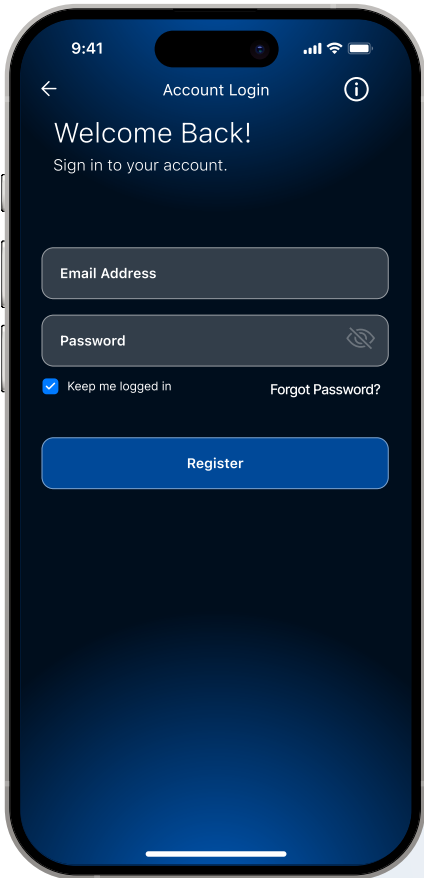 9:41
Account Login
Welcome Back!
Sign in to your account.
Email Address
Password
Keep me logged in Forgot Password?
Register